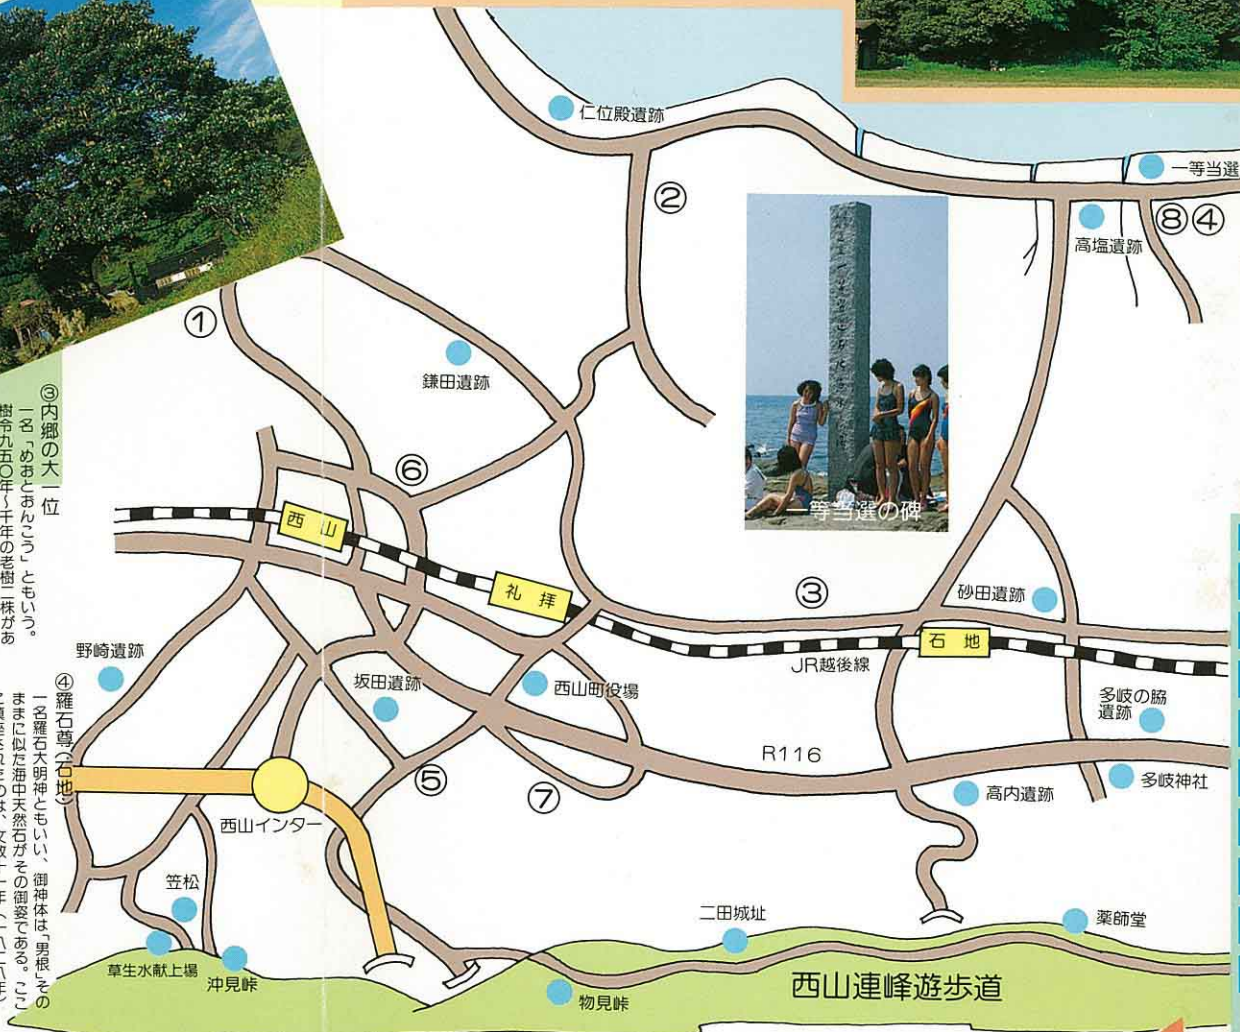 仁位殿遺跡
一等当選
②
⑧④
高塩遺跡
①
鎌田遺跡
一等当選の碑
③内郷の大一位
一名「めおとおんこう」ともいう。
樹令九五〇年～千年の老樹二株があ
⑥
西山
礼拝
③
砂田遺跡
石地
JR越後線
野崎遺跡
坂田遺跡
西山町役場
多岐の脇
遺跡
④羅石尊(石地)
一名羅石大明神ともいい、御神体は「男根」その
ままに似た海中天然石がその御姿である。ここ
R116
⑤
⑦
高内遺跡
多岐神社
西山インター
笠松
二田城址
薬師堂
草生水献上場
沖見峠
物見峠
西山連峰遊歩道